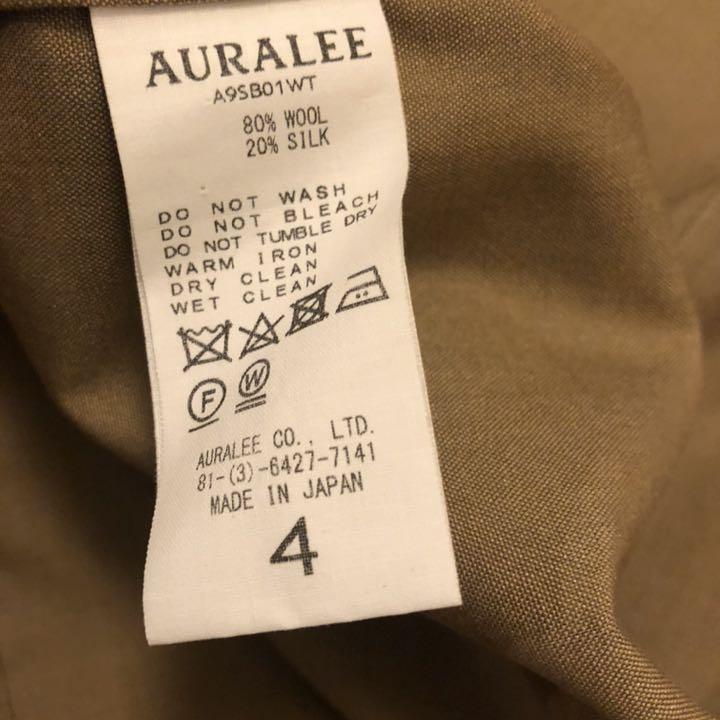 AURALEE
A9SB01WT
80% WOOL
20% SILK
DO NOT WASH
DO NOT BLEACH
DO NOT TUMBLE DRY
WARM IRON
DRY CLEAN
WET CLEAN
F W
AURALEE CO., LTD.
81-(3)-6427-7141
MADE IN JAPAN
4